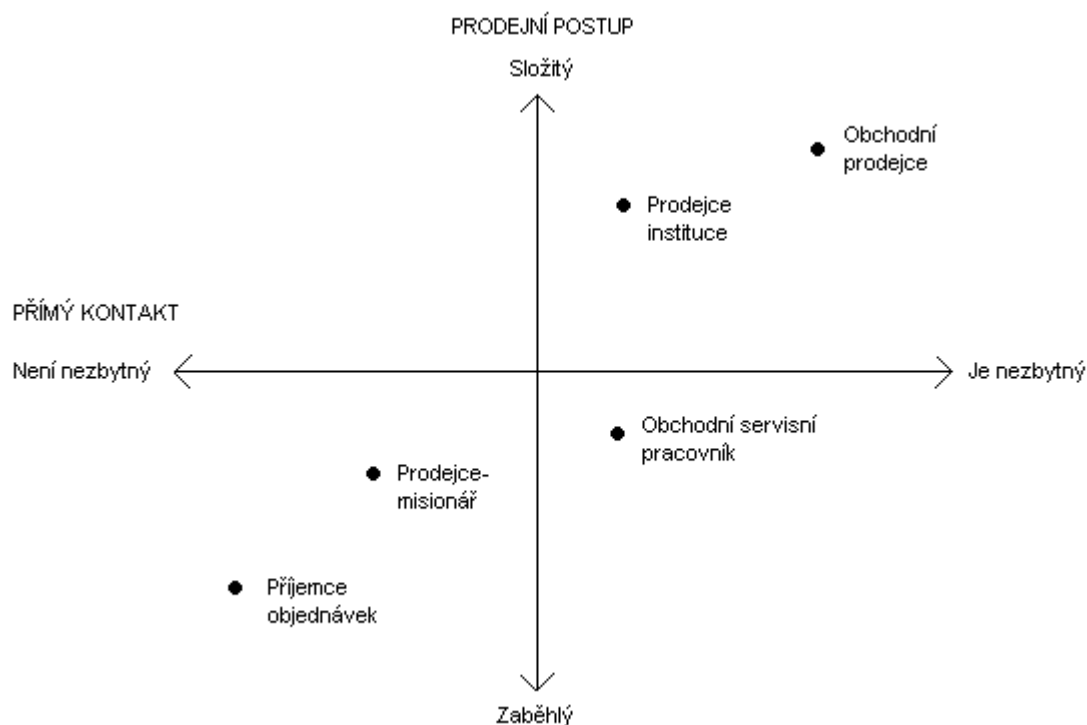 PRODEJNÍ POSTUP
Složitý
Obchodní
prodejce
Prodejce
instituce
PŘÍMÝ KONTAKT
Není nezbytný
Je nezbytný
Obchodní servisní
pracovník
Prodejce-
misionář
Příjemce
objednávek
Zaběhlý